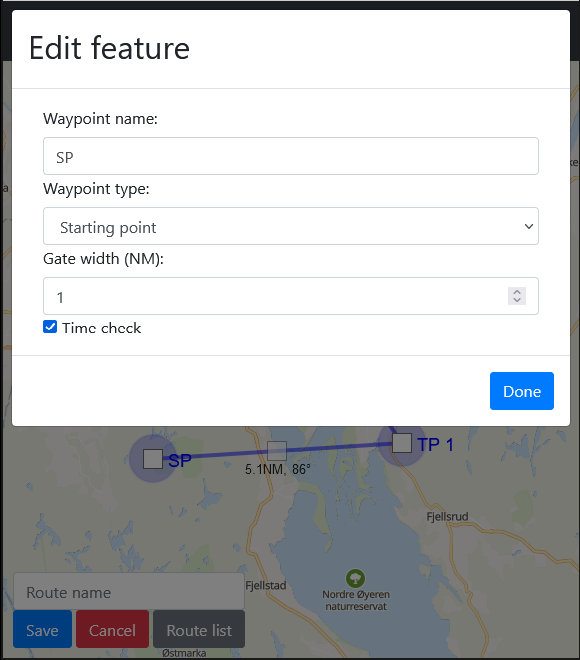 Edit feature
Waypoint name:
SP
Waypoint type:
Starting point
Gate width (NM):
1
Time check
Done
SP
TP 1
5.1NM, 86°
Fjellsrud
Fjellstad
Nordre Øyeren
naturreservat
Route name
Save Cancel Route list
Østmarka